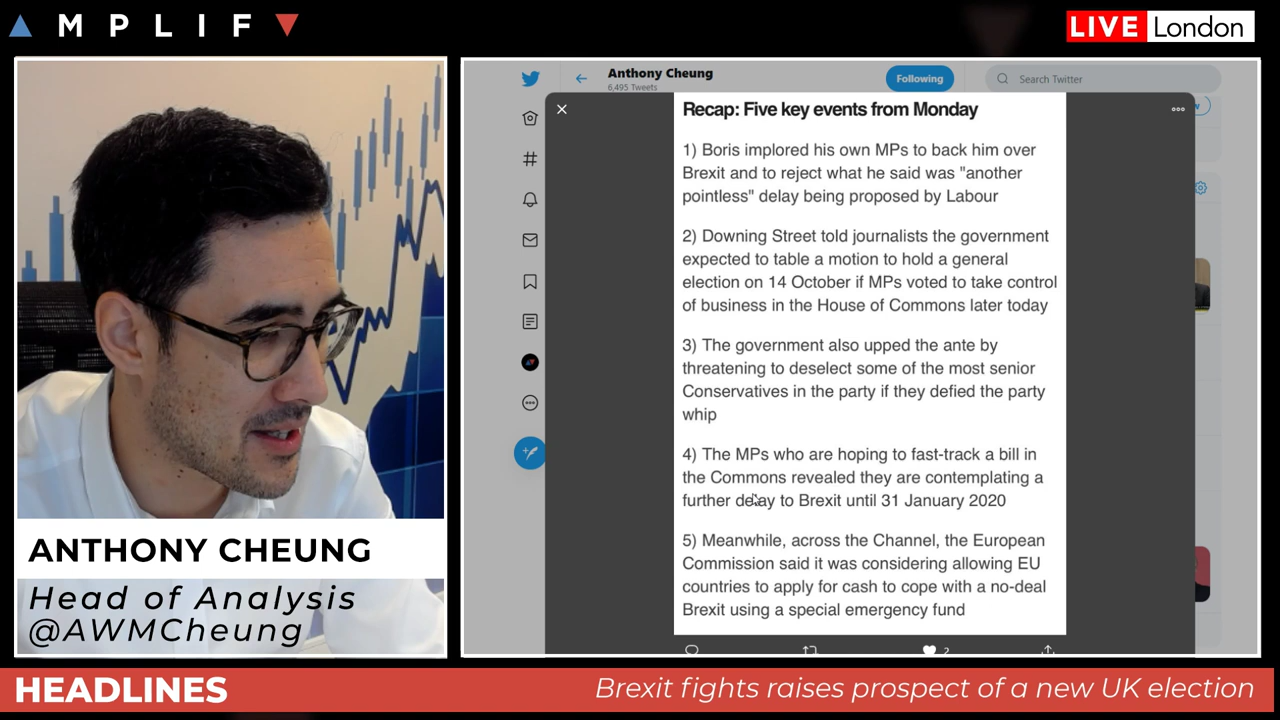 MPLIF
LIVE London
Anthony Cheung
6,495 Tweets
Following
Search Twitter
Recap: Five key events from Monday
1) Boris implored his own MPs to back him over
Brexit and to reject what he said was "another
pointless" delay being proposed by Labour
2) Downing Street told journalists the government
expected to table a motion to hold a general
election on 14 October if MPs voted to take control
of business in the House of Commons later today
3) The government also upped the ante by
threatening to deselect some of the most senior
Conservatives in the party if they defied the party
whip
4) The MPs who are hoping to fast-track a bill in
the Commons revealed they are contemplating a
further delay to Brexit until 31 January 2020
5) Meanwhile, across the Channel, the European
Commission said it was considering allowing EU
countries to apply for cash to cope with a no-deal
Brexit using a special emergency fund
2
ANTHONY CHEUNG
Head of Analysis
@AWMCheung
HEADLINES
Brexit fights raises prospect of a new UK election